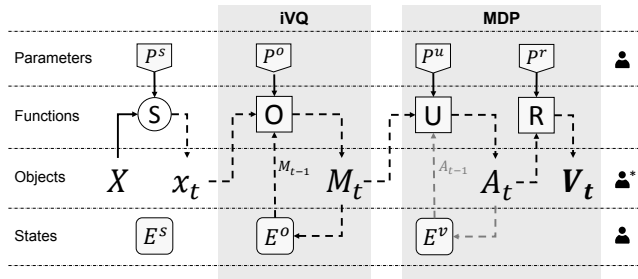 iVQ MDP
Parameters P^s P^o P^u P^r
Functions S O U R
M_{t-1} A_{t-1}
Objects X x_t M_t A_t V_t *
States E^s E^o E^v